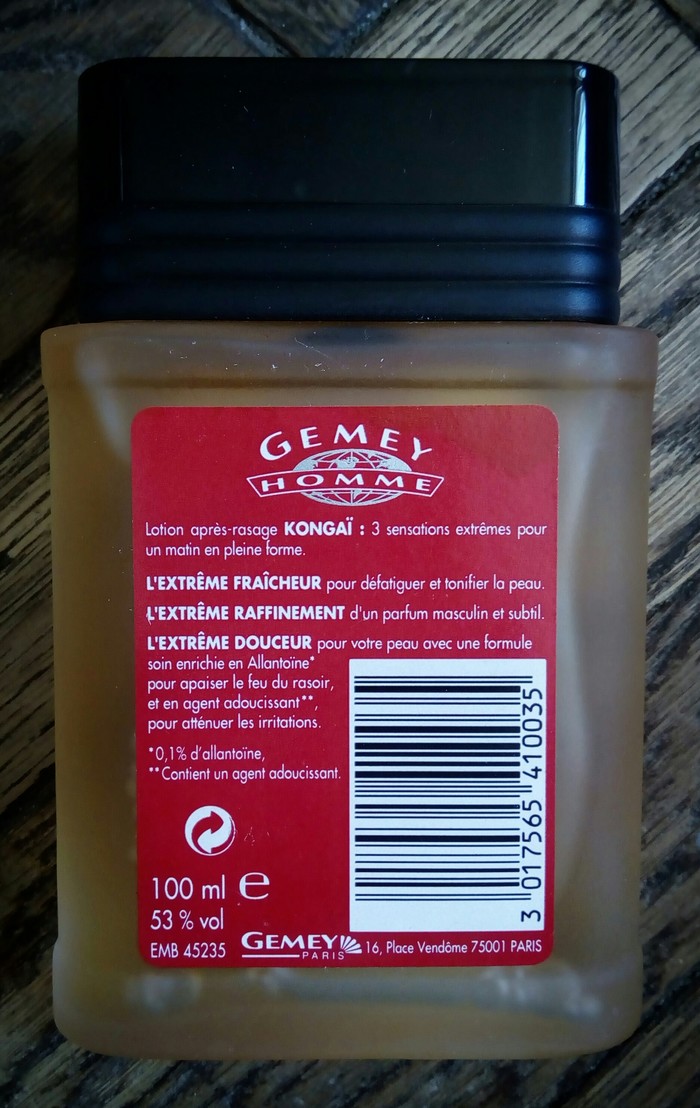 GEMEY
HOMME
Lotion après-rasage KONGAÏ : 3 sensations extrêmes pour
un matin en pleine forme.
L'EXTRÊME FRAÎCHEUR pour défatiguer et tonifier la peau.
L'EXTRÊME RAFFINEMENT d'un parfum masculin et subtil.
L'EXTRÊME DOUCEUR pour votre peau avec une formule
soin enrichie en Allantoïne*
pour apaiser le feu du rasoir,
et en agent adoucissant**,
pour atténuer les irritations.
*0,1% d'allantoïne,
**Contient un agent adoucissant.
3 017565 410035
100 ml e
53 % vol
EMB 45235 GEMEY PARIS 16, Place Vendôme 75001 PARIS